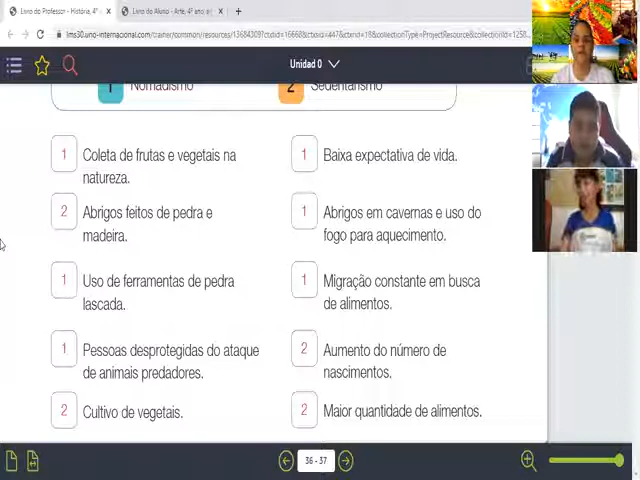 Livro do Professor - História, 4º
Livro do Aluno - Arte, 4º ano
Unidad 0
1 Nomadismo
2 Sedentarismo
1 Coleta de frutas e vegetais na
natureza.
2 Abrigos feitos de pedra e
madeira.
1 Uso de ferramentas de pedra
lascada.
1 Pessoas desprotegidas do ataque
de animais predadores.
2 Cultivo de vegetais.
1 Baixa expectativa de vida.
1 Abrigos em cavernas e uso do
fogo para aquecimento.
1 Migração constante em busca
de alimentos.
2 Aumento do número de
nascimentos.
2 Maior quantidade de alimentos.
36 - 37